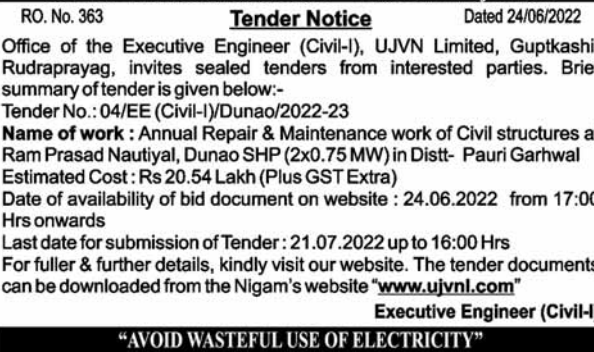 RO. No. 363 Tender Notice Dated 24/06/2022
Office of the Executive Engineer (Civil-I), UJVN Limited, Guptkashi
Rudraprayag, invites sealed tenders from interested parties. Brie
summary of tender is given below:-
Tender No.: 04/EE (Civil-I)/Dunao/2022-23
Name of work : Annual Repair & Maintenance work of Civil structures a
Ram Prasad Nautiyal, Dunao SHP (2x0.75 MW) in Distt- Pauri Garhwal
Estimated Cost : Rs 20.54 Lakh (Plus GST Extra)
Date of availability of bid document on website : 24.06.2022 from 17:00
Hrs onwards
Last date for submission of Tender : 21.07.2022 up to 16:00 Hrs
For fuller & further details, kindly visit our website. The tender documents
can be downloaded from the Nigam's website "www.ujvnl.com"
Executive Engineer (Civil-I
"AVOID WASTEFUL USE OF ELECTRICITY"